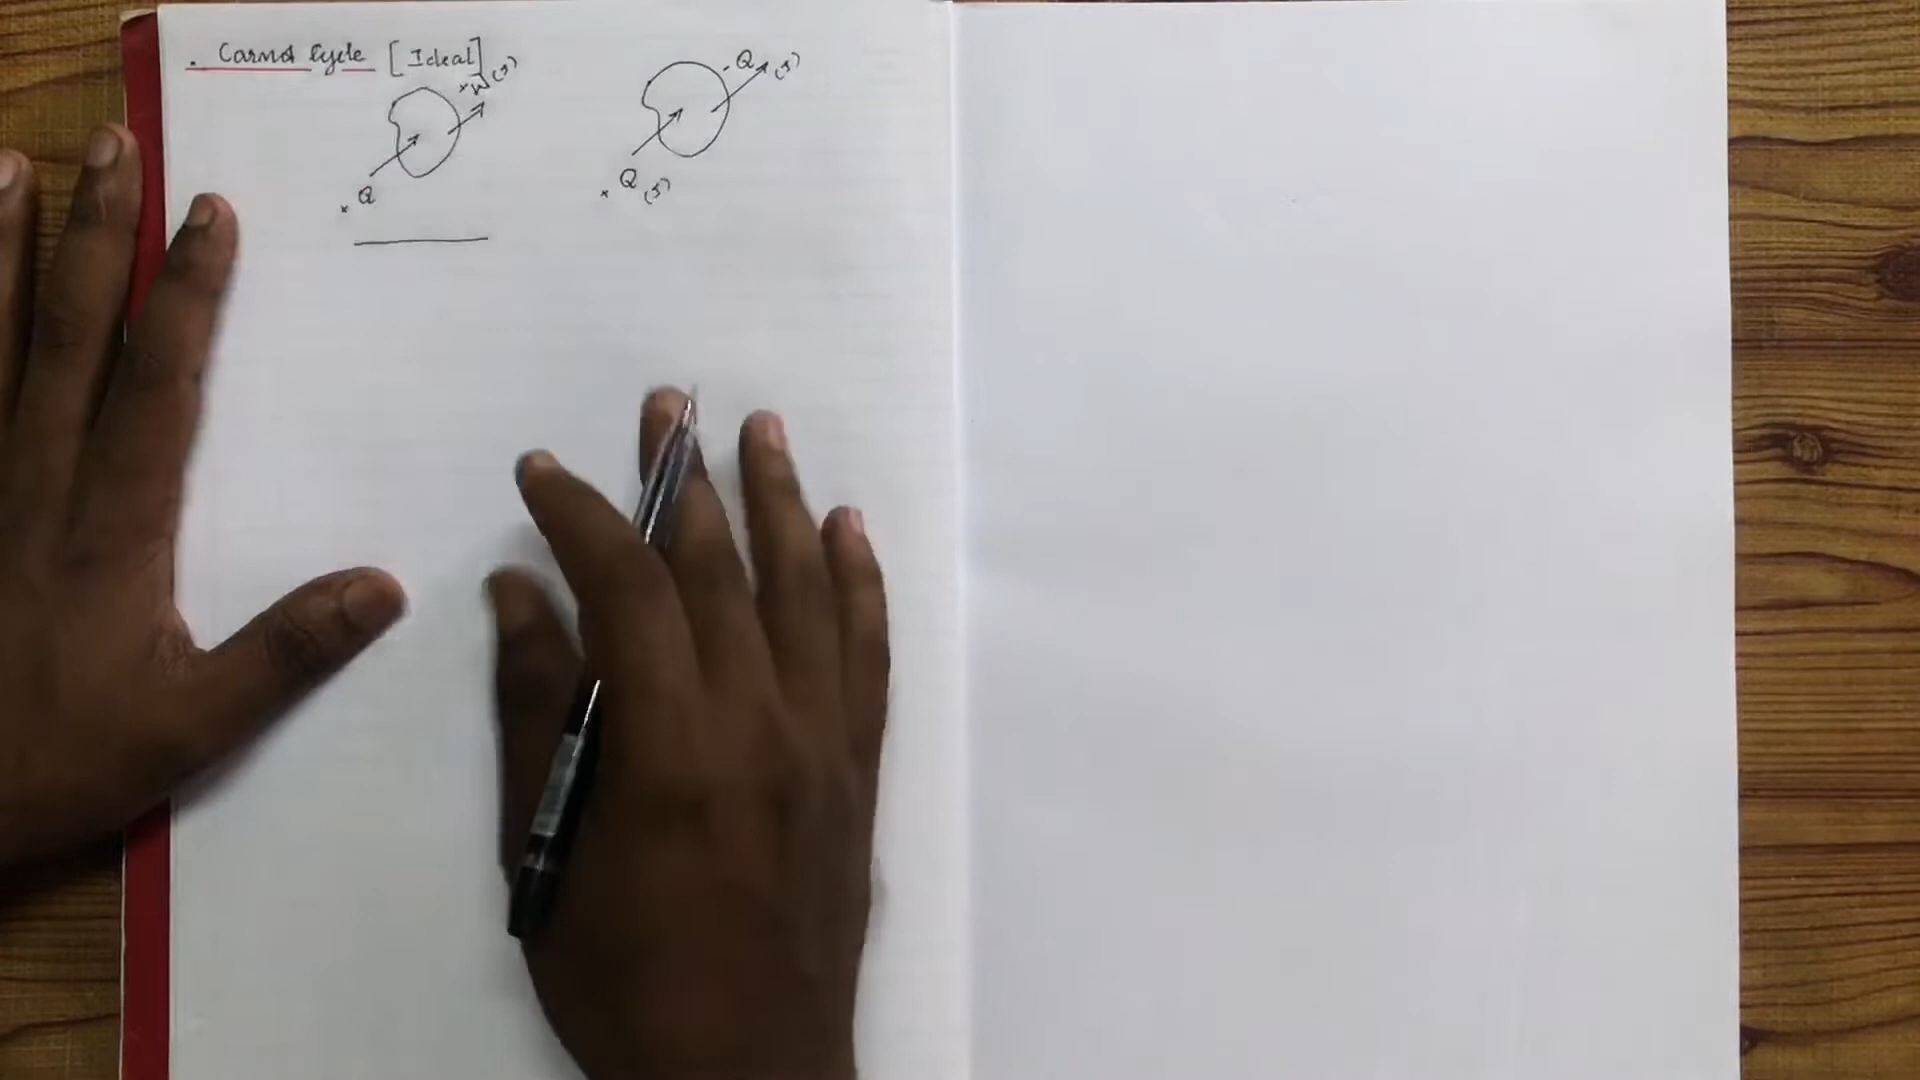 . Carnot Cycle [Ideal]
+W (J)
- Q (J)
+ Q
+ Q (J)